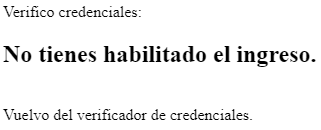 Verifico credenciales:
No tienes habilitado el ingreso.
Vuelvo del verificador de credenciales.